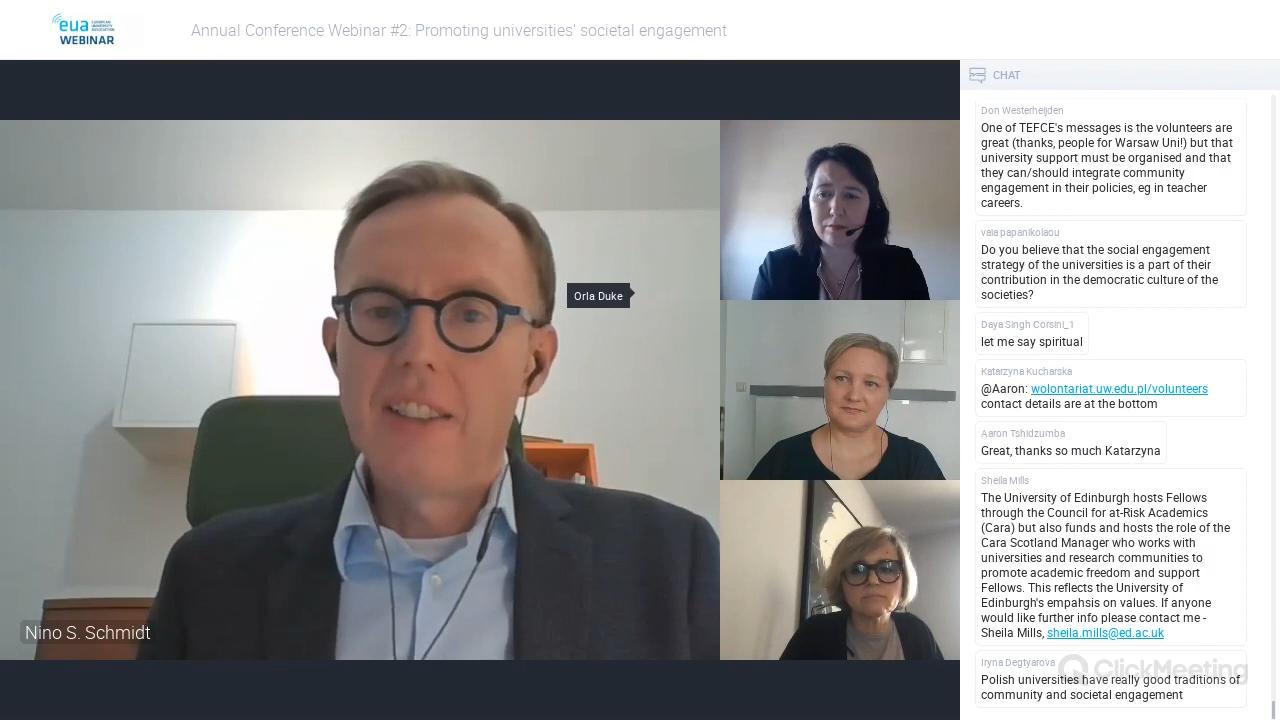 eua EUROPEAN UNIVERSITY ASSOCIATION
WEBINAR
Annual Conference Webinar #2: Promoting universities' societal engagement
Orla Duke
Nino S. Schmidt
CHAT
Don Westerheijden
One of TEFCE's messages is the volunteers are
great (thanks, people for Warsaw Uni!) but that
university support must be organised and that
they can/should integrate community
engagement in their policies, eg in teacher
careers.
vaia papanikolaou
Do you believe that the social engagement
strategy of the universities is a part of their
contribution in the democratic culture of the
societies?
Daya Singh Corsini_1
let me say spiritual
Katarzyna Kucharska
@Aaron: wolontariat.uw.edu.pl/volunteers
contact details are at the bottom
Aaron Tshidzumba
Great, thanks so much Katarzyna
Sheila Mills
The University of Edinburgh hosts Fellows
through the Council for at-Risk Academics
(Cara) but also funds and hosts the role of the
Cara Scotland Manager who works with
universities and research communities to
promote academic freedom and support
Fellows. This reflects the University of
Edinburgh's empahsis on values. If anyone
would like further info please contact me -
Sheila Mills, sheila.mills@ed.ac.uk
Iryna Degtyarova
Polish universities have really good traditions of
community and societal engagement
ClickMeeting